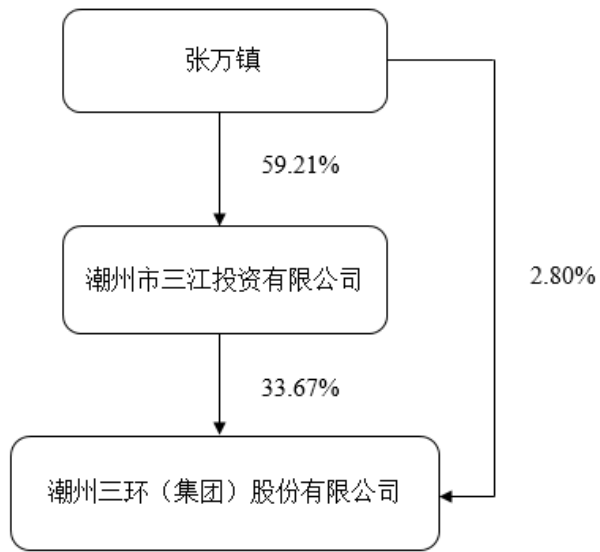 张万镇
59.21%
潮州市三江投资有限公司
2.80%
33.67%
潮州三环（集团）股份有限公司